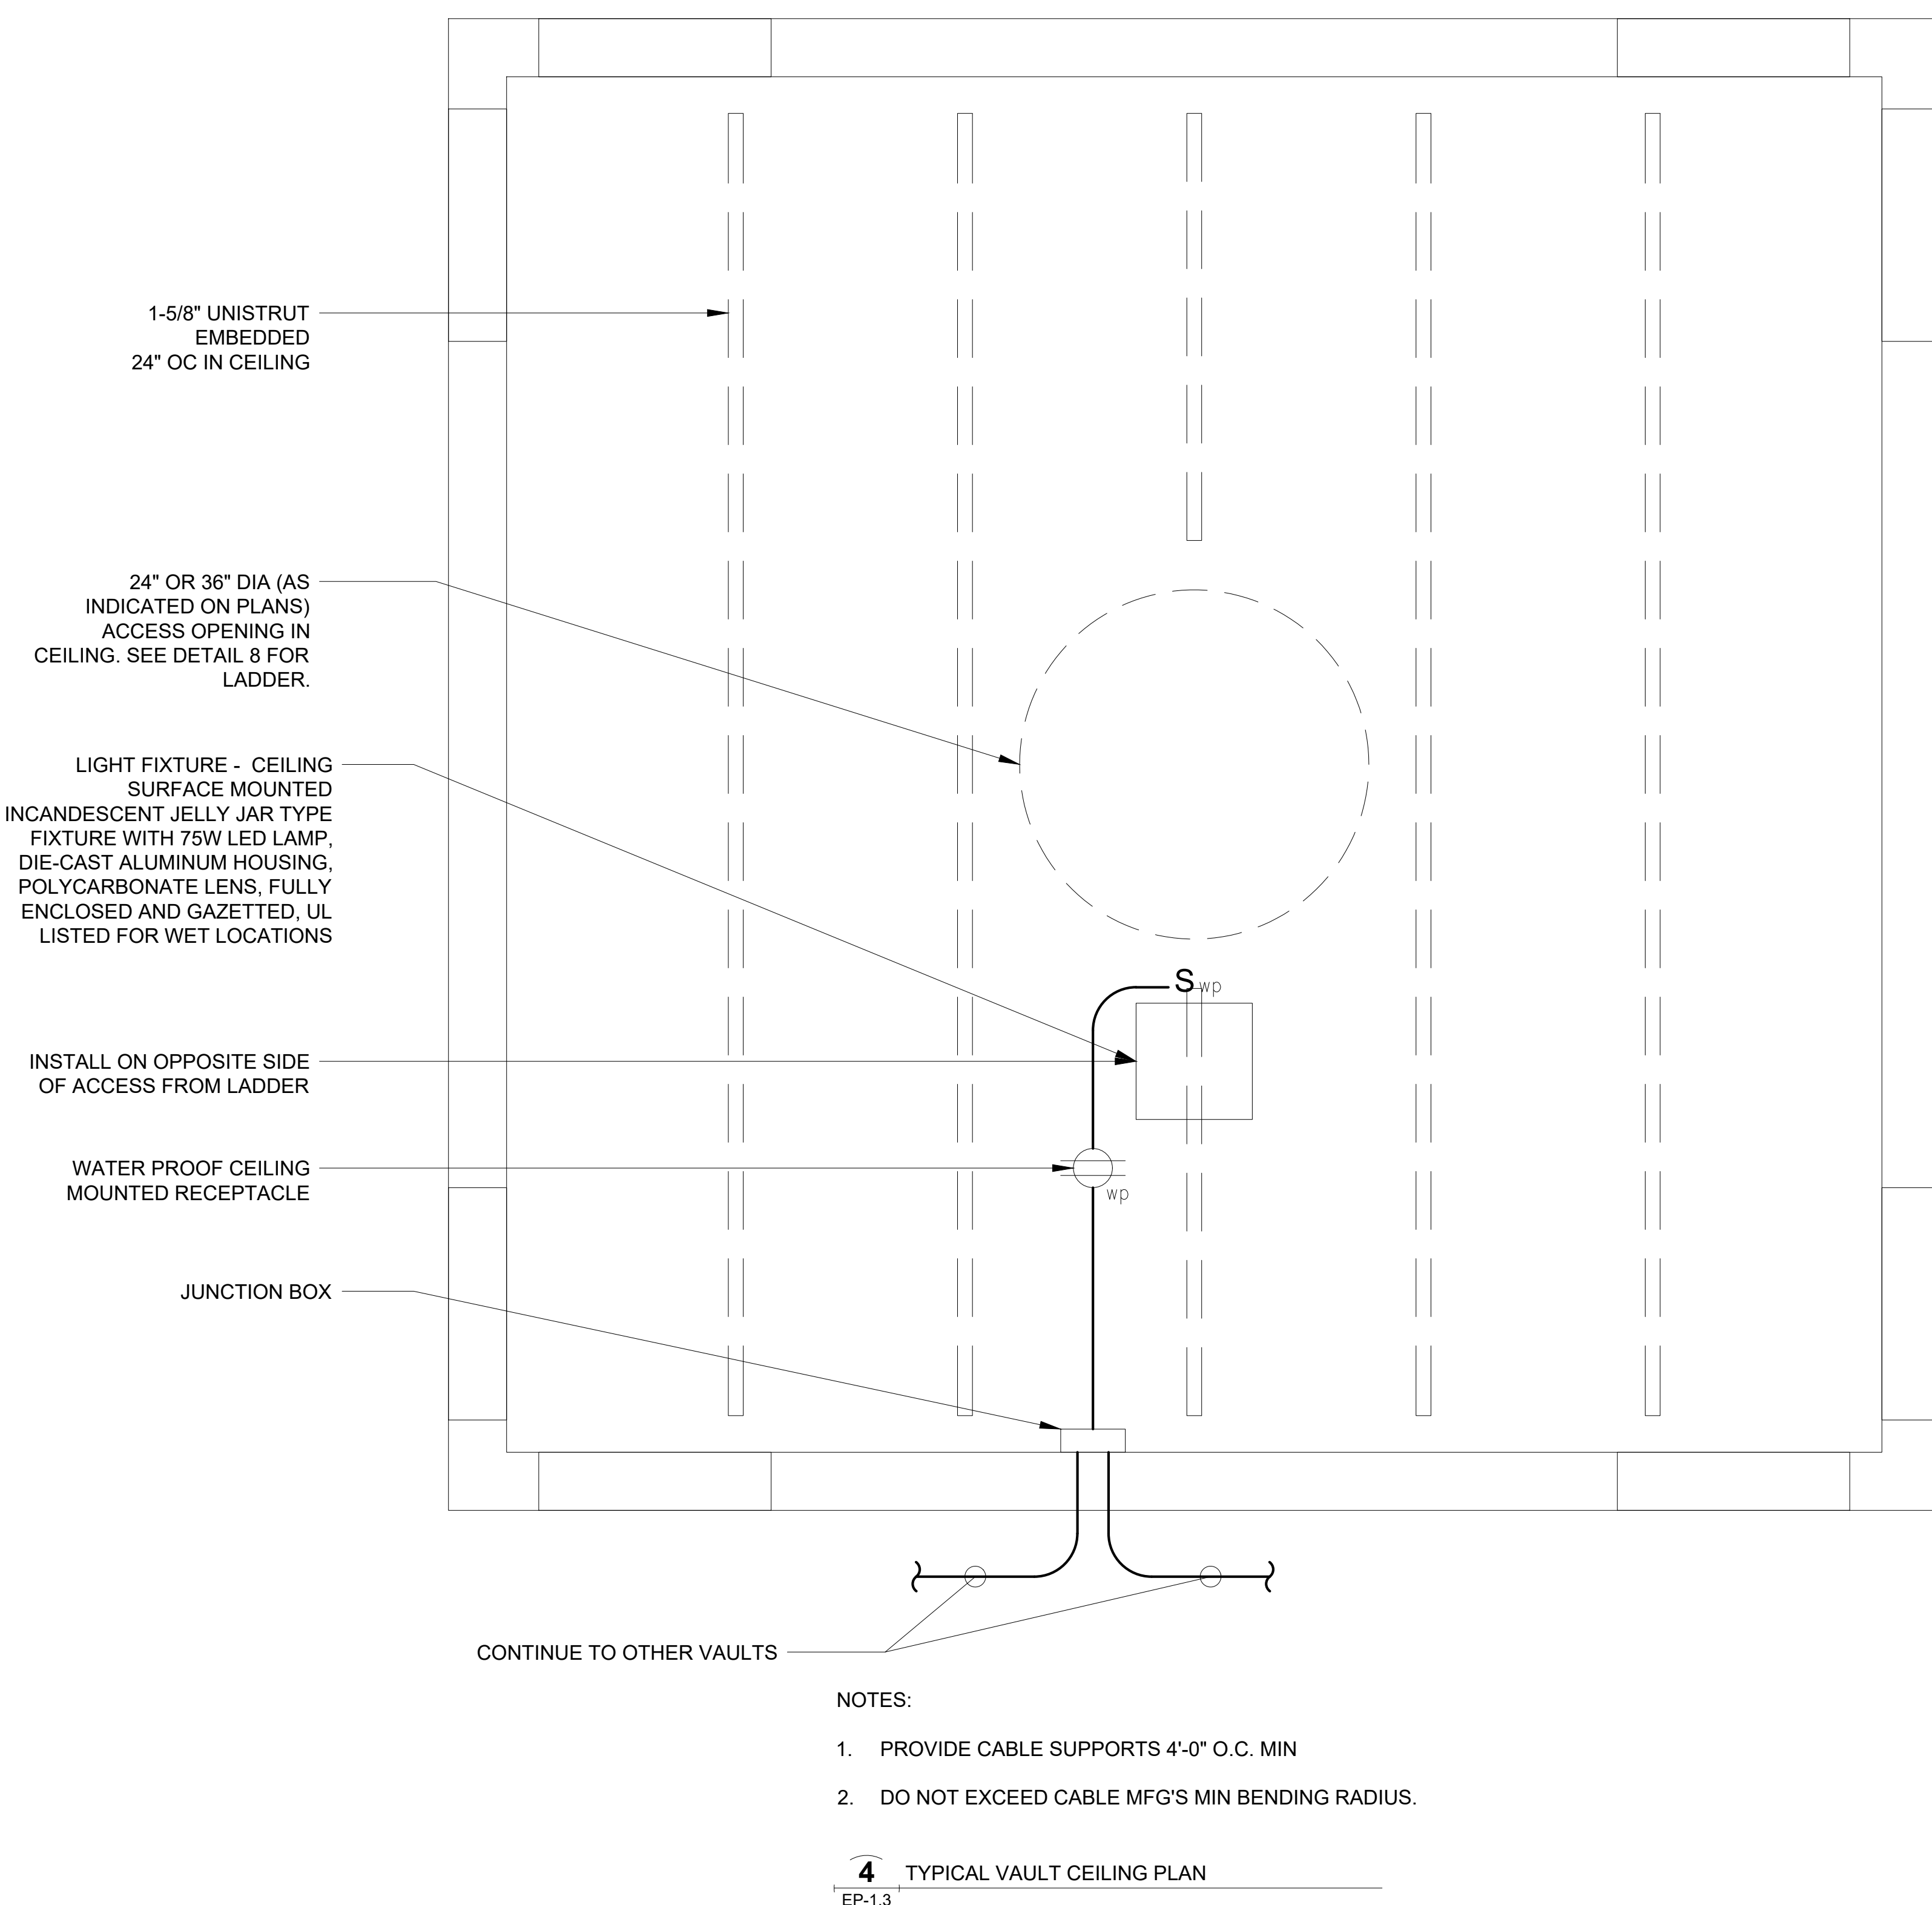 1-5/8" UNISTRUT
EMBEDDED
24" OC IN CEILING
24" OR 36" DIA (AS
INDICATED ON PLANS)
ACCESS OPENING IN
CEILING. SEE DETAIL 8 FOR
LADDER.
LIGHT FIXTURE - CEILING
SURFACE MOUNTED
INCANDESCENT JELLY JAR TYPE
FIXTURE WITH 75W LED LAMP,
DIE-CAST ALUMINUM HOUSING,
POLYCARBONATE LENS, FULLY
ENCLOSED AND GAZETTED, UL
LISTED FOR WET LOCATIONS
S wp
INSTALL ON OPPOSITE SIDE
OF ACCESS FROM LADDER
WATER PROOF CEILING
MOUNTED RECEPTACLE
wp
JUNCTION BOX
CONTINUE TO OTHER VAULTS
NOTES:
1. PROVIDE CABLE SUPPORTS 4'-0" O.C. MIN
2. DO NOT EXCEED CABLE MFG'S MIN BENDING RADIUS.
4 TYPICAL VAULT CEILING PLAN
EP-1.3